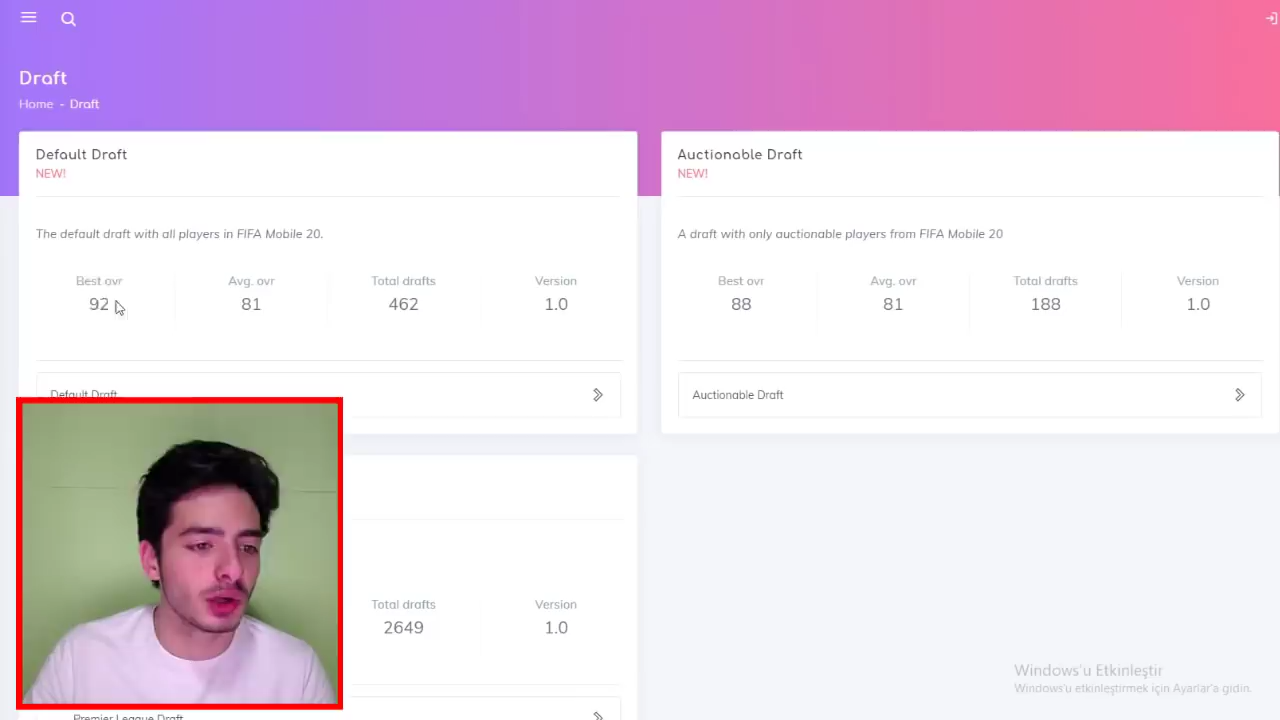 Draft
Home - Draft
Default Draft
NEW!
The default draft with all players in FIFA Mobile 20.
Best ovr
92
Avg. ovr
81
Total drafts
462
Version
1.0
Default Draft
Auctionable Draft
NEW!
A draft with only auctionable players from FIFA Mobile 20
Best ovr
88
Avg. ovr
81
Total drafts
188
Version
1.0
Auctionable Draft
Total drafts
2649
Version
1.0
Premier League Draft
Windows'u Etkinleştir
Windows'u etkinleştirmek için Ayarlar'a gidin.